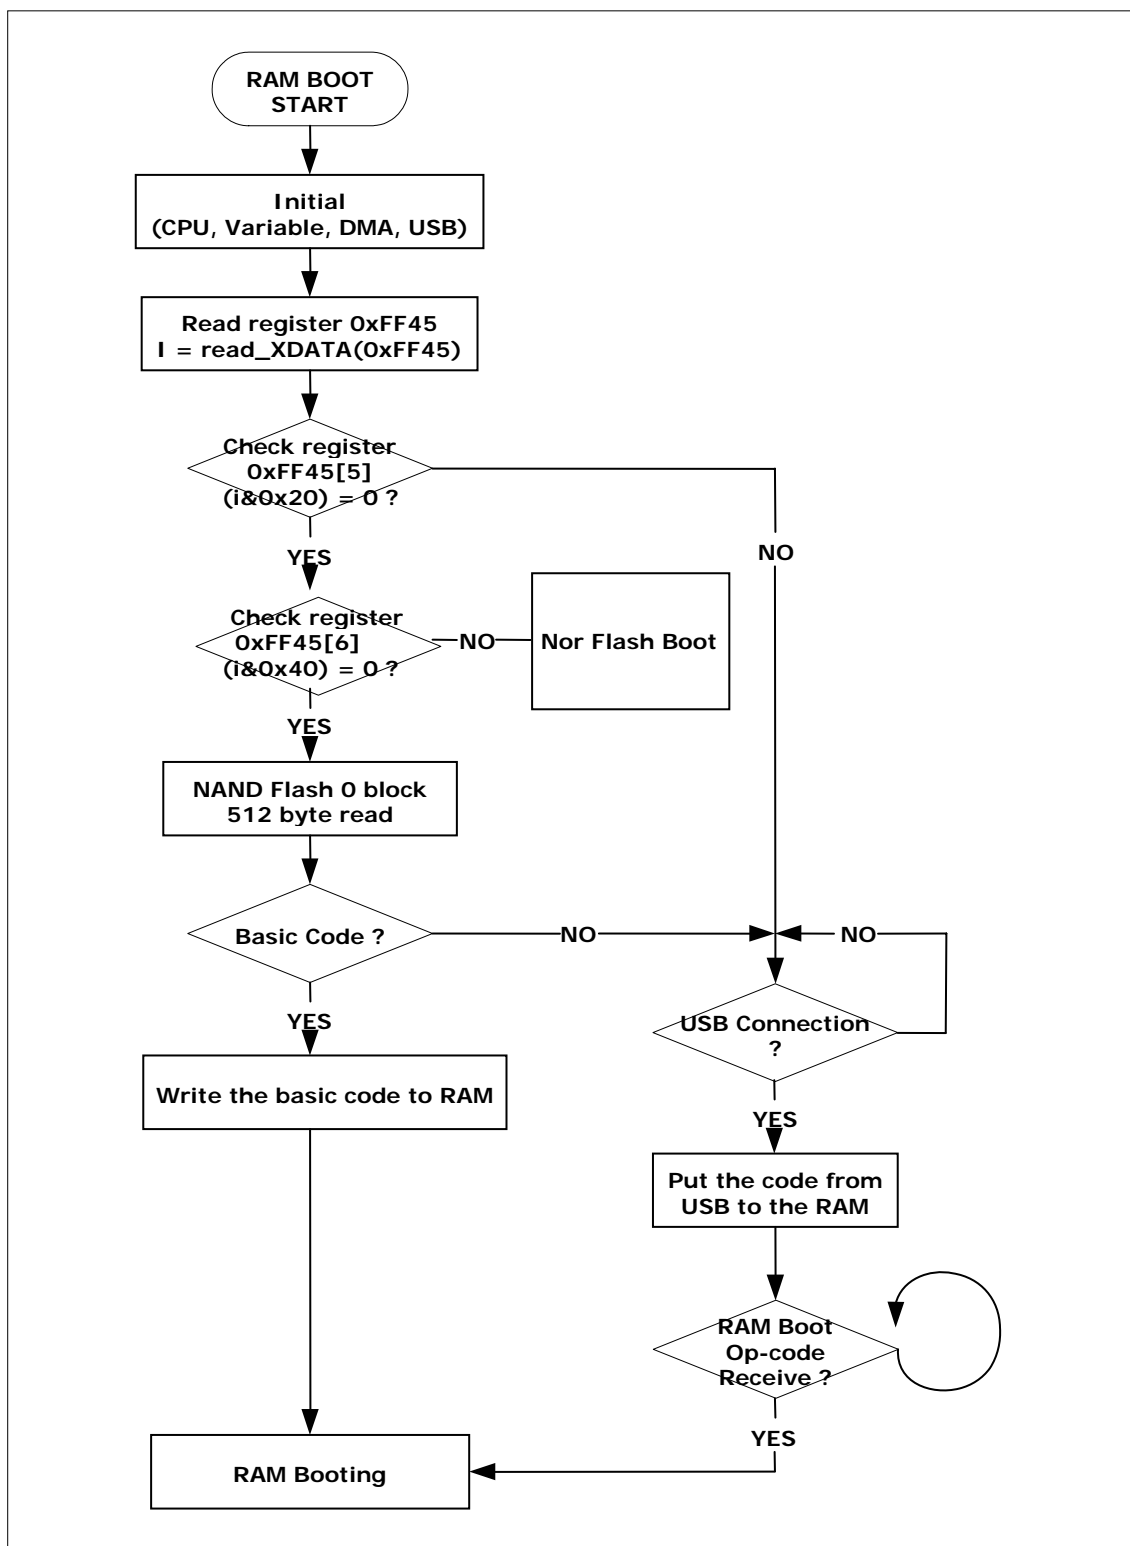 RAM BOOT
START
Initial
(CPU, Variable, DMA, USB)
Read register 0xFF45
I = read_XDATA(0xFF45)
Check register
0xFF45[5]
(i&0x20) = 0 ?
NO
YES
Check register
0xFF45[6]
(i&0x40) = 0 ?
NO
Nor Flash Boot
YES
NAND Flash 0 block
512 byte read
Basic Code ?
NO
NO
YES
USB Connection
?
Write the basic code to RAM
YES
Put the code from
USB to the RAM
RAM Boot
Op-code
Receive ?
YES
RAM Booting